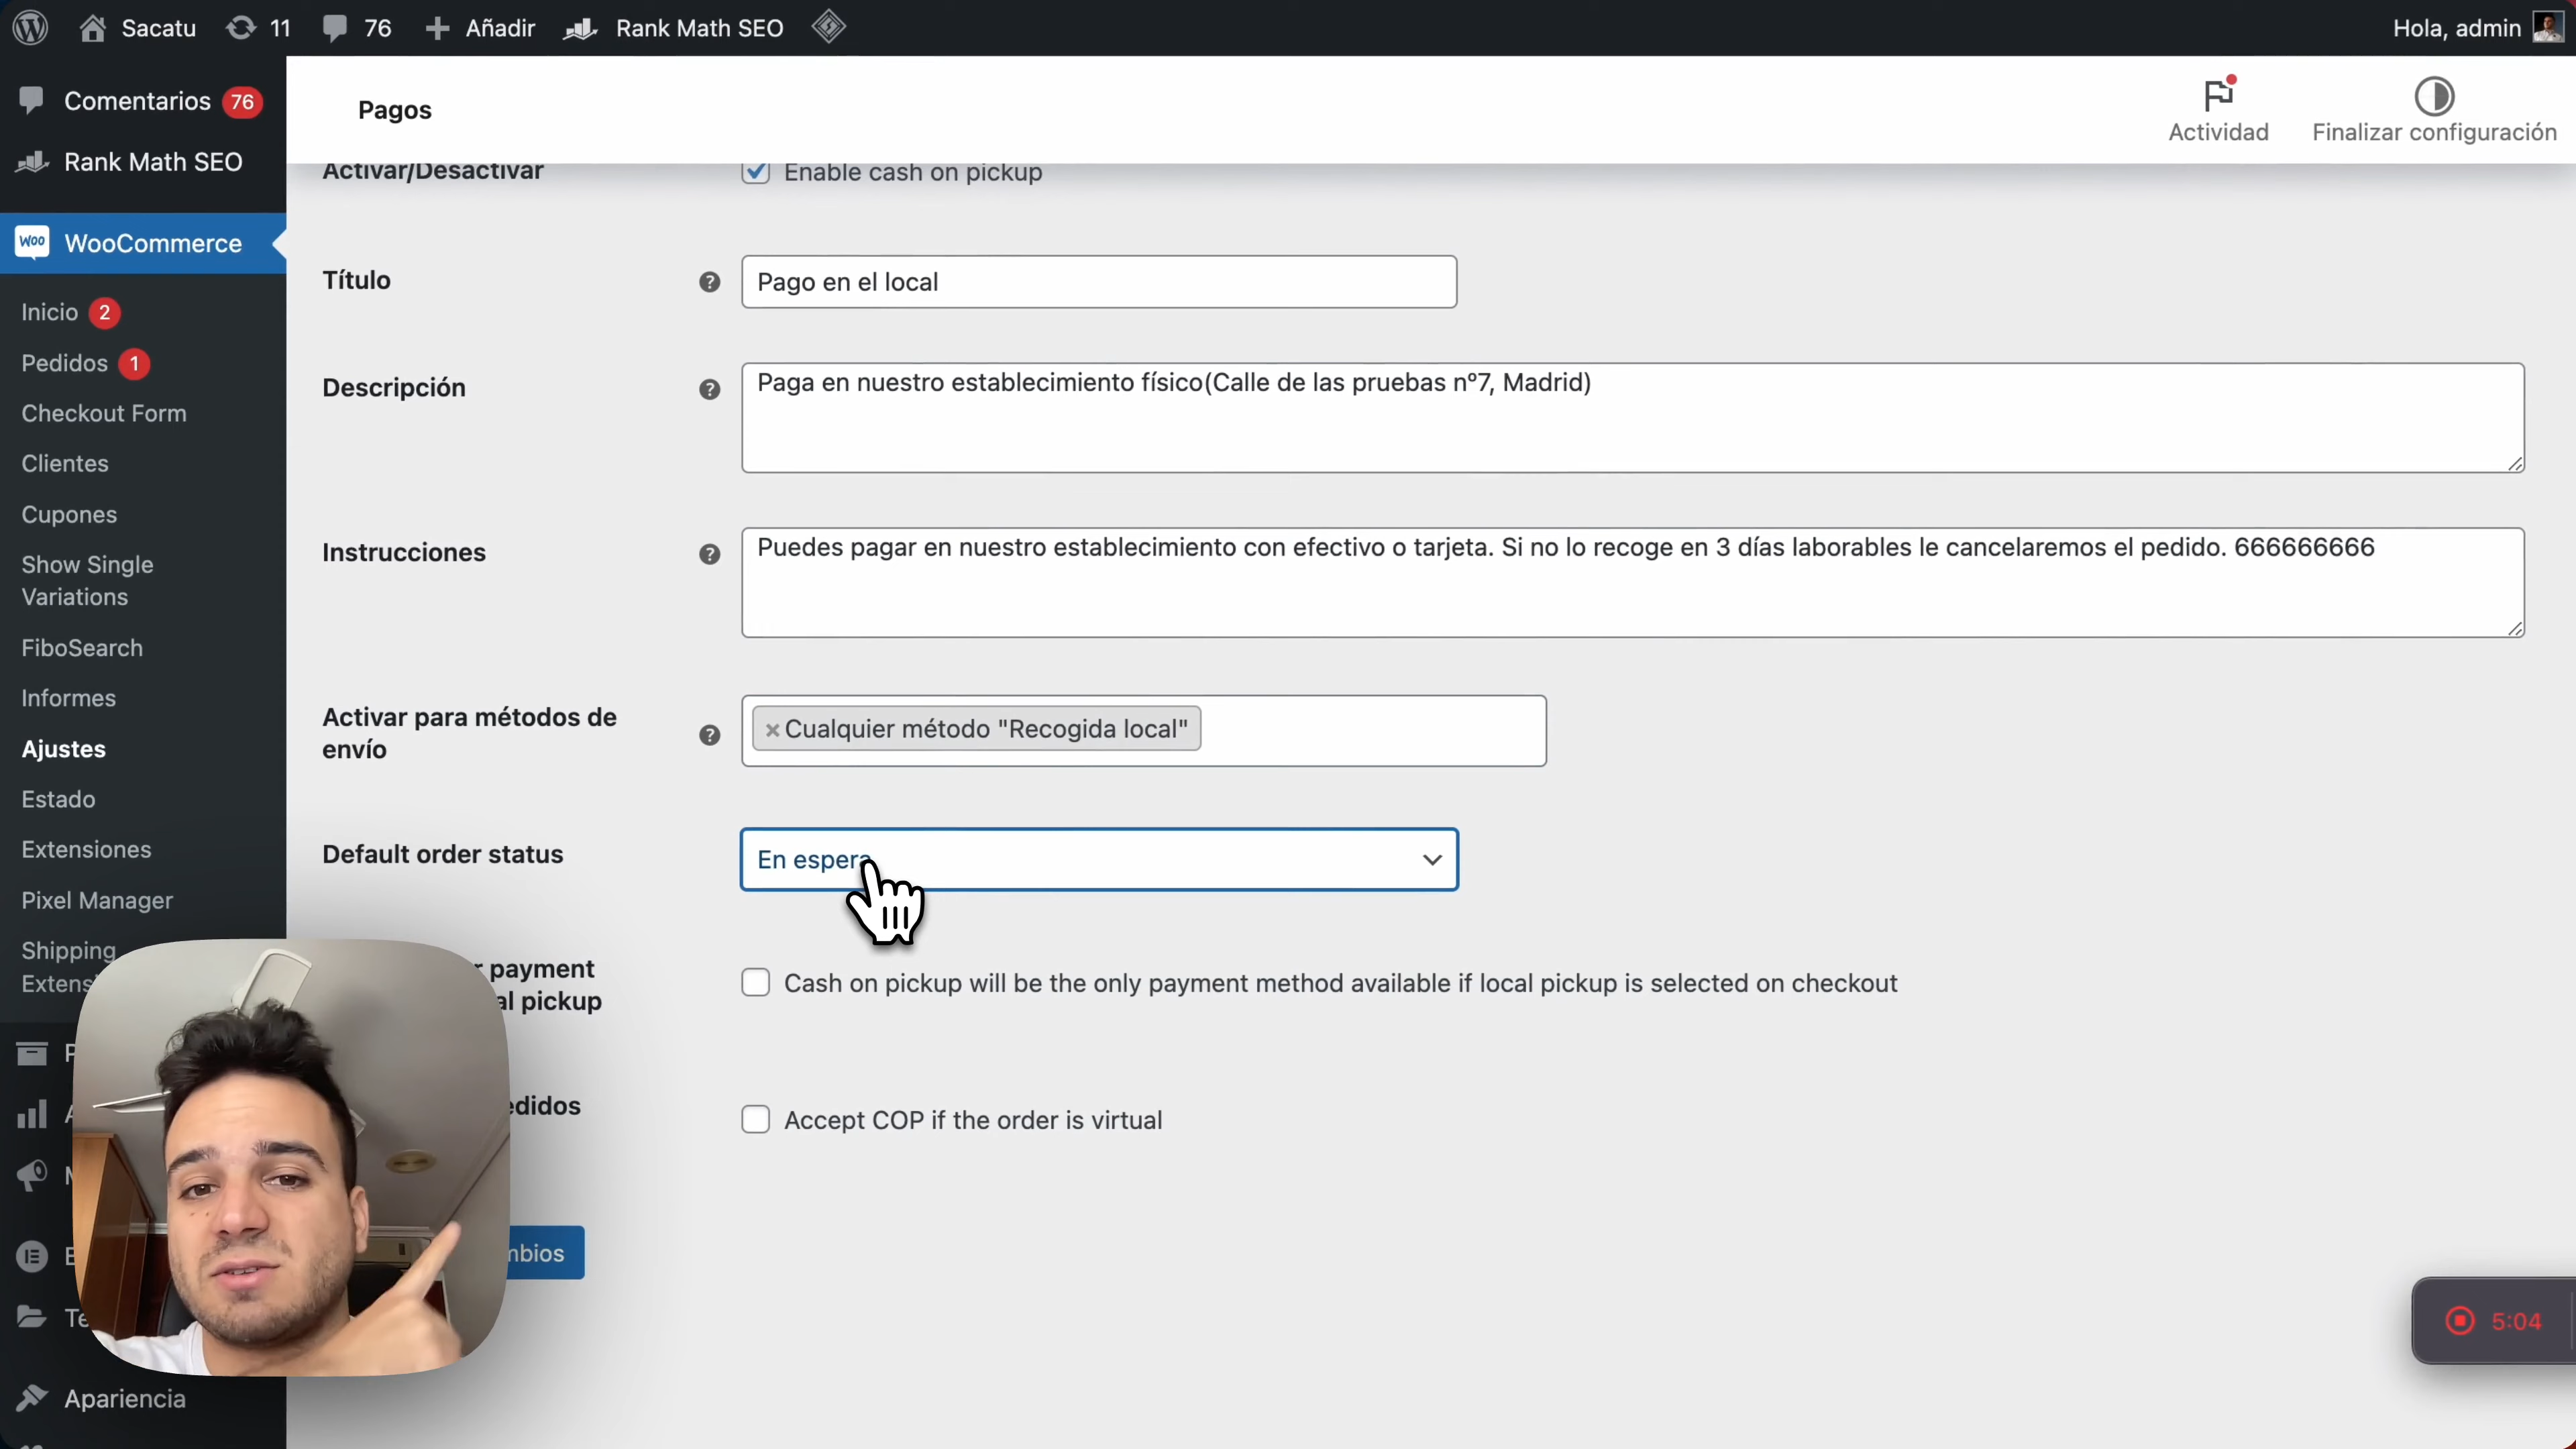 Sacatu
11
76
Añadir
Rank Math SEO
Hola, admin
Comentarios 76
Rank Math SEO
WooCommerce
Inicio 2
Pedidos 1
Checkout Form
Clientes
Cupones
Show Single
Variations
FiboSearch
Informes
Ajustes
Estado
Extensiones
Pixel Manager
Shipping
Apariencia
Pagos
Actividad
Finalizar configuración
Activar/Desactivar
Enable cash on pickup
Título
Pago en el local
Descripción
Paga en nuestro establecimiento físico(Calle de las pruebas nº7, Madrid)
Instrucciones
Puedes pagar en nuestro establecimiento con efectivo o tarjeta. Si no lo recoge en 3 días laborables le cancelaremos el pedido. 666666666
Activar para métodos de
envío
Cualquier método "Recogida local"
Default order status
En espera
payment
pickup
Cash on pickup will be the only payment method available if local pickup is selected on checkout
Accept COP if the order is virtual
5:04